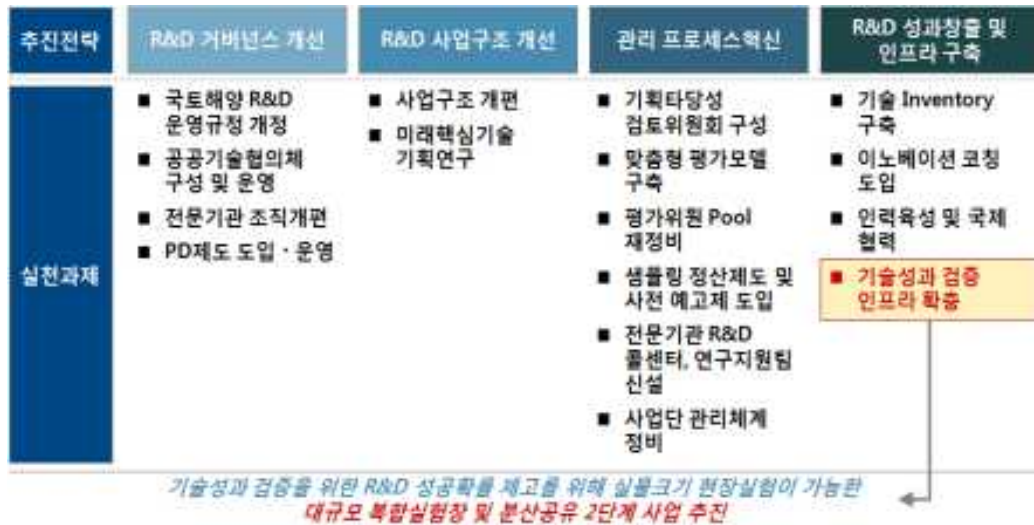 추진전략
R&D 거버넌스 개선
R&D 사업구조 개선
관리 프로세스혁신
R&D 성과창출 및
인프라 구축
실천과제
■ 국토해양 R&D
운영규정 개정
■ 공공기술협의체
구성 및 운영
■ 전문기관 조직개편
■ PD제도 도입 · 운영
■ 사업구조 개편
■ 미래핵심기술
기획연구
■ 기획타당성
검토위원회 구성
■ 맞춤형 평가모델
구축
■ 평가위원 Pool
재정비
■ 샘플링 정산제도 및
사전 예고제 도입
■ 전문기관 R&D
콜센터, 연구지원팀
신설
■ 사업단 관리체계
정비
■ 기술 Inventory
구축
■ 이노베이션 코칭
도입
■ 인력육성 및 국제
협력
■ 기술성과 검증
인프라 확충
기술성과 검증을 위한 R&D 성공확률 제고를 위해 실물크기 현장실험이 가능한
대규모 복합실험장 및 분산공유 2단계 사업 추진